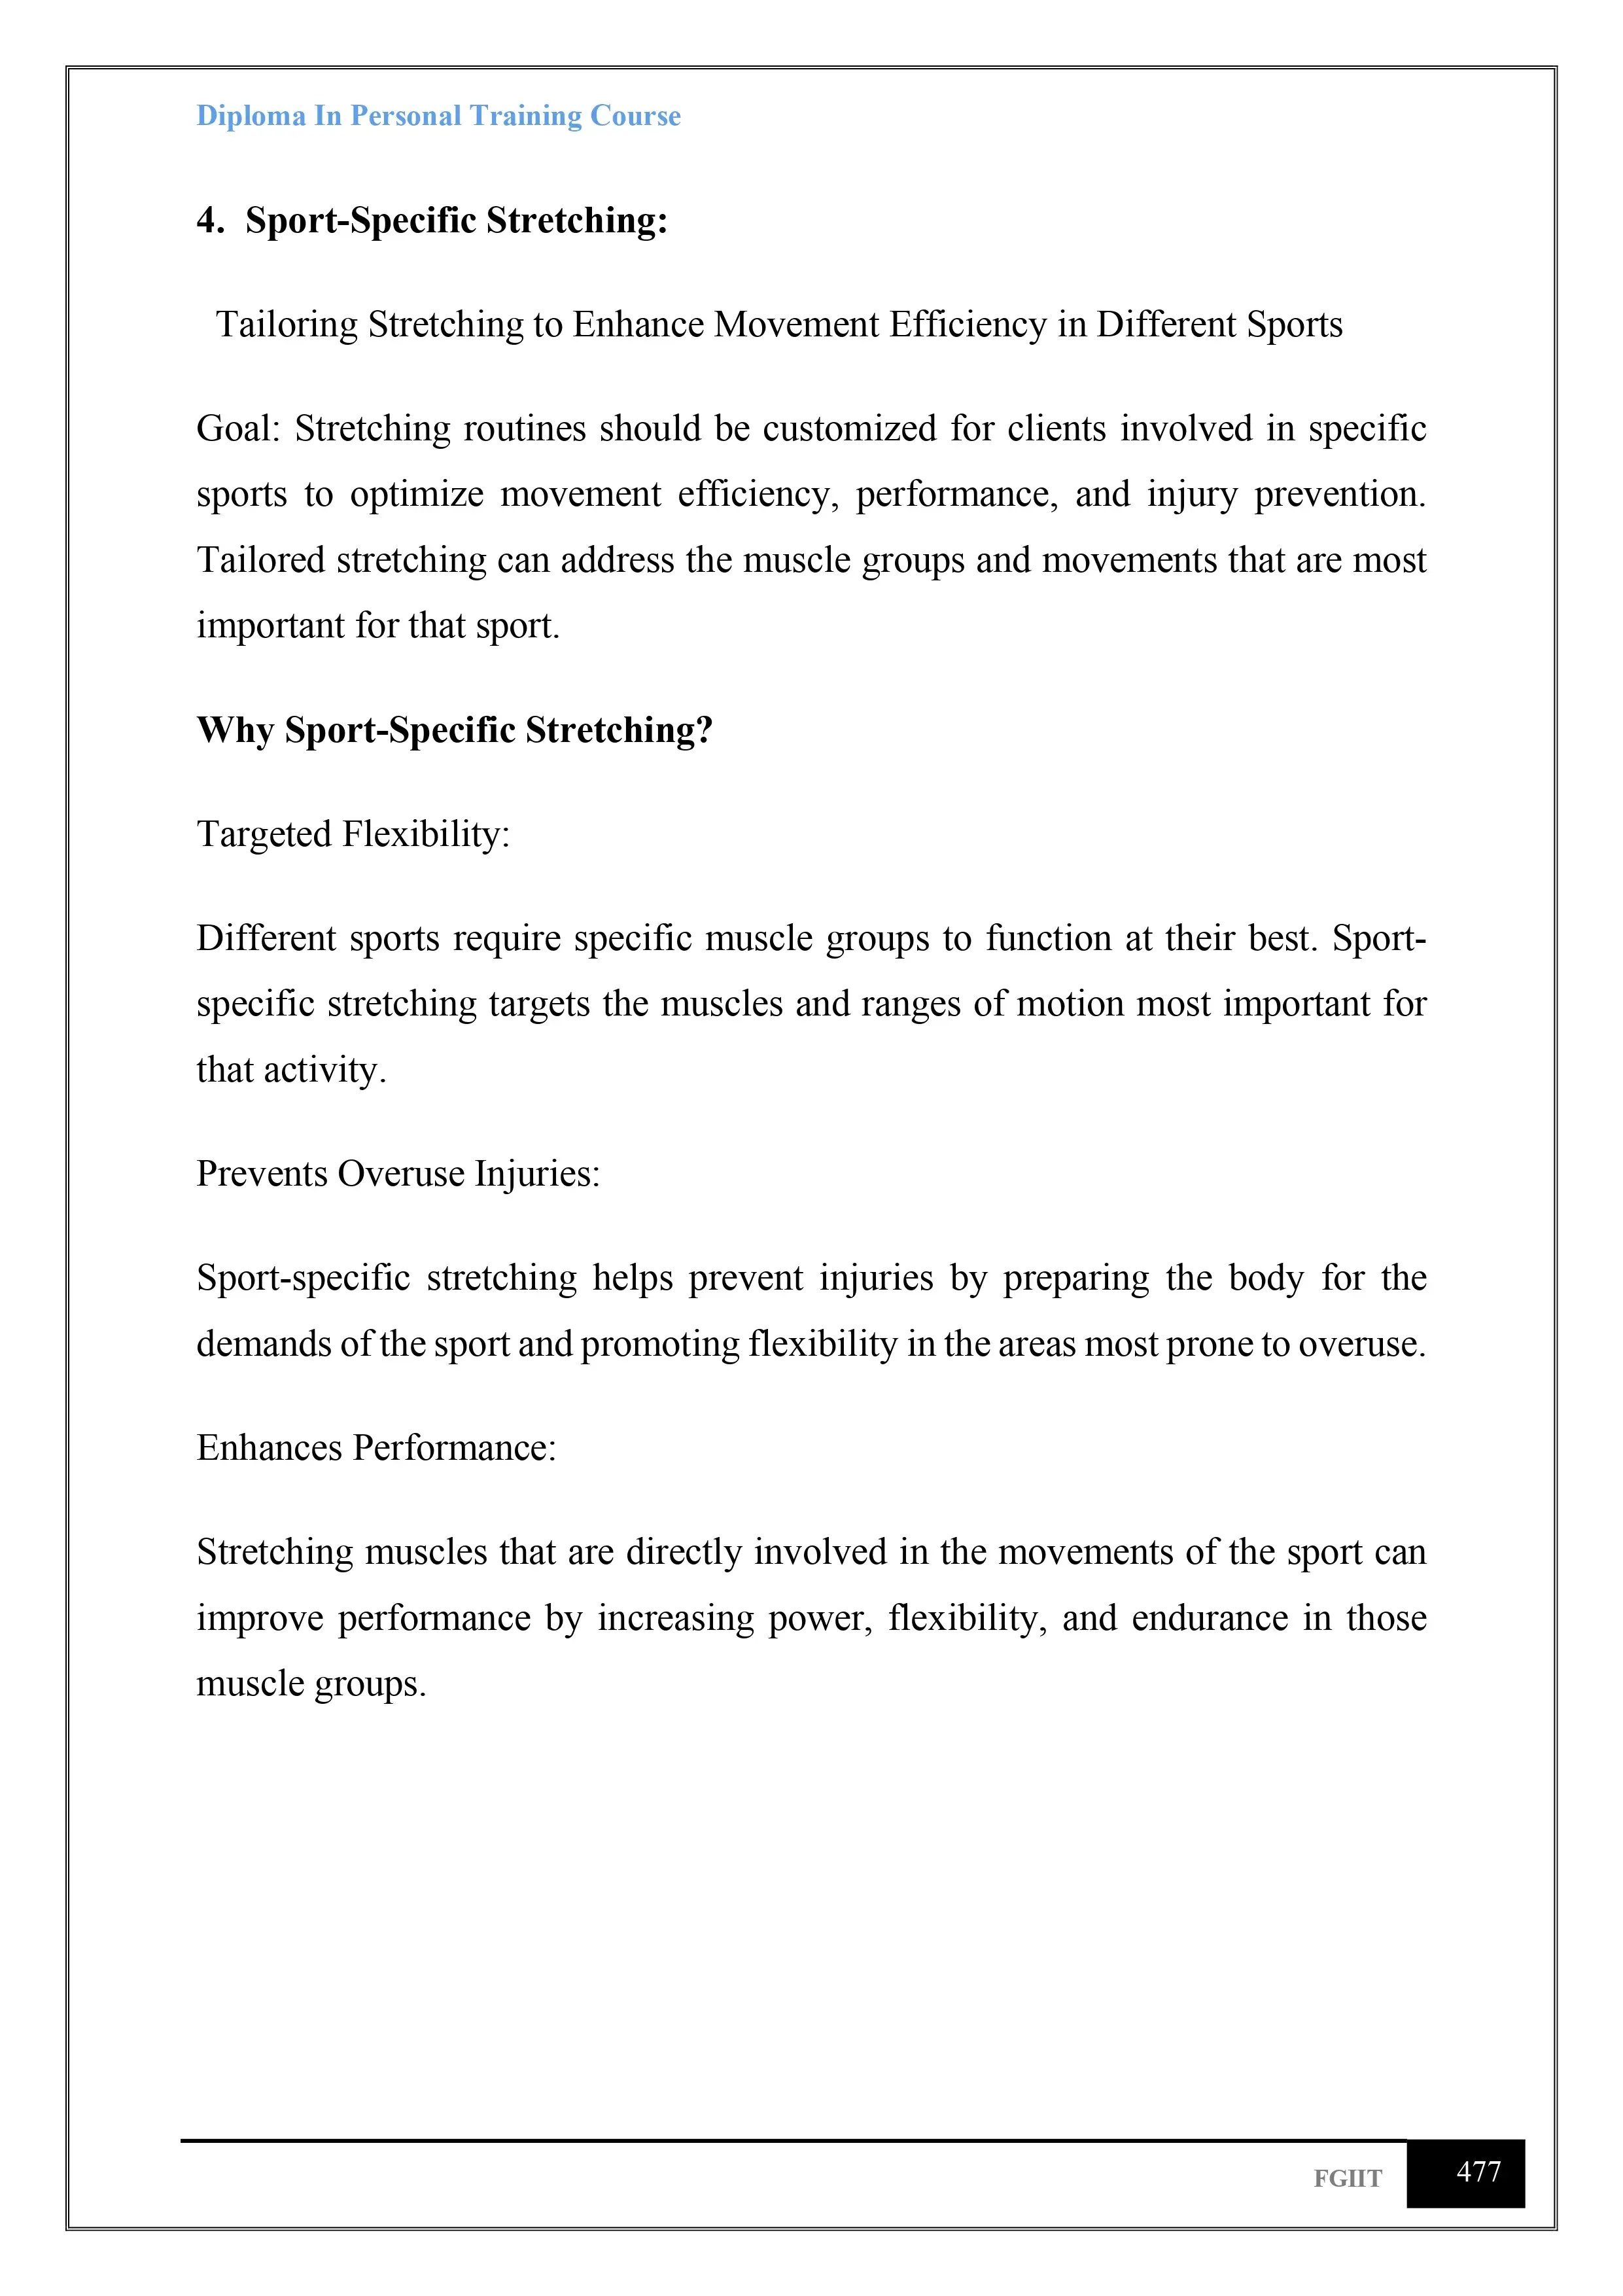 Diploma In Personal Training Course
4. Sport-Specific Stretching:
Tailoring Stretching to Enhance Movement Efficiency in Different Sports
Goal: Stretching routines should be customized for clients involved in specific
sports to optimize movement efficiency, performance, and injury prevention.
Tailored stretching can address the muscle groups and movements that are most
important for that sport.
Why Sport-Specific Stretching?
Targeted Flexibility:
Different sports require specific muscle groups to function at their best. Sport-
specific stretching targets the muscles and ranges of motion most important for
that activity.
Prevents Overuse Injuries:
Sport-specific stretching helps prevent injuries by preparing the body for the
demands of the sport and promoting flexibility in the areas most prone to overuse.
Enhances Performance:
Stretching muscles that are directly involved in the movements of the sport can
improve performance by increasing power, flexibility, and endurance in those
muscle groups.
FGIIT 477